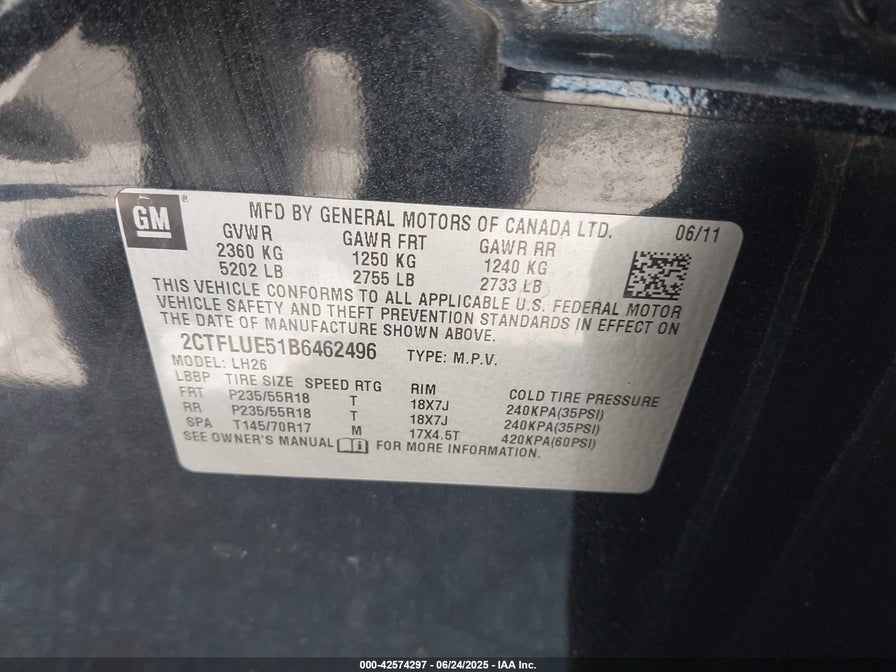 GM
MFD BY GENERAL MOTORS OF CANADA LTD. 06/11
GVWR GAWR FRT GAWR RR
2360 KG 1250 KG 1240 KG
5202 LB 2755 LB 2733 LB
THIS VEHICLE CONFORMS TO ALL APPLICABLE U.S. FEDERAL MOTOR
VEHICLE SAFETY AND THEFT PREVENTION STANDARDS IN EFFECT ON
THE DATE OF MANUFACTURE SHOWN ABOVE.
2CTFLUE51B6462496 TYPE: M.P.V.
MODEL: LH26
LBBP TIRE SIZE SPEED RTG RIM COLD TIRE PRESSURE
FRT P235/55R18 T 18X7J 240KPA(35PSI)
RR P235/55R18 T 18X7J 240KPA(35PSI)
SPA T145/70R17 M 17X4.5T 420KPA(60PSI)
SEE OWNER'S MANUAL FOR MORE INFORMATION.
000-42574297 - 06/24/2025 - IAA Inc.